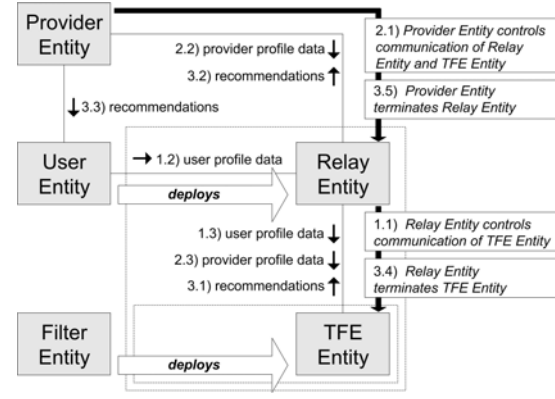 Provider
Entity
2.1) Provider Entity controls
communication of Relay
Entity and TFE Entity
2.2) provider profile data
3.2) recommendations
3.5) Provider Entity
terminates Relay Entity
3.3) recommendations
User
Entity
1.2) user profile data
deploys
Relay
Entity
1.1) Relay Entity controls
communication of TFE Entity
1.3) user profile data
2.3) provider profile data
3.1) recommendations
3.4) Relay Entity
terminates TFE Entity
Filter
Entity
deploys
TFE
Entity